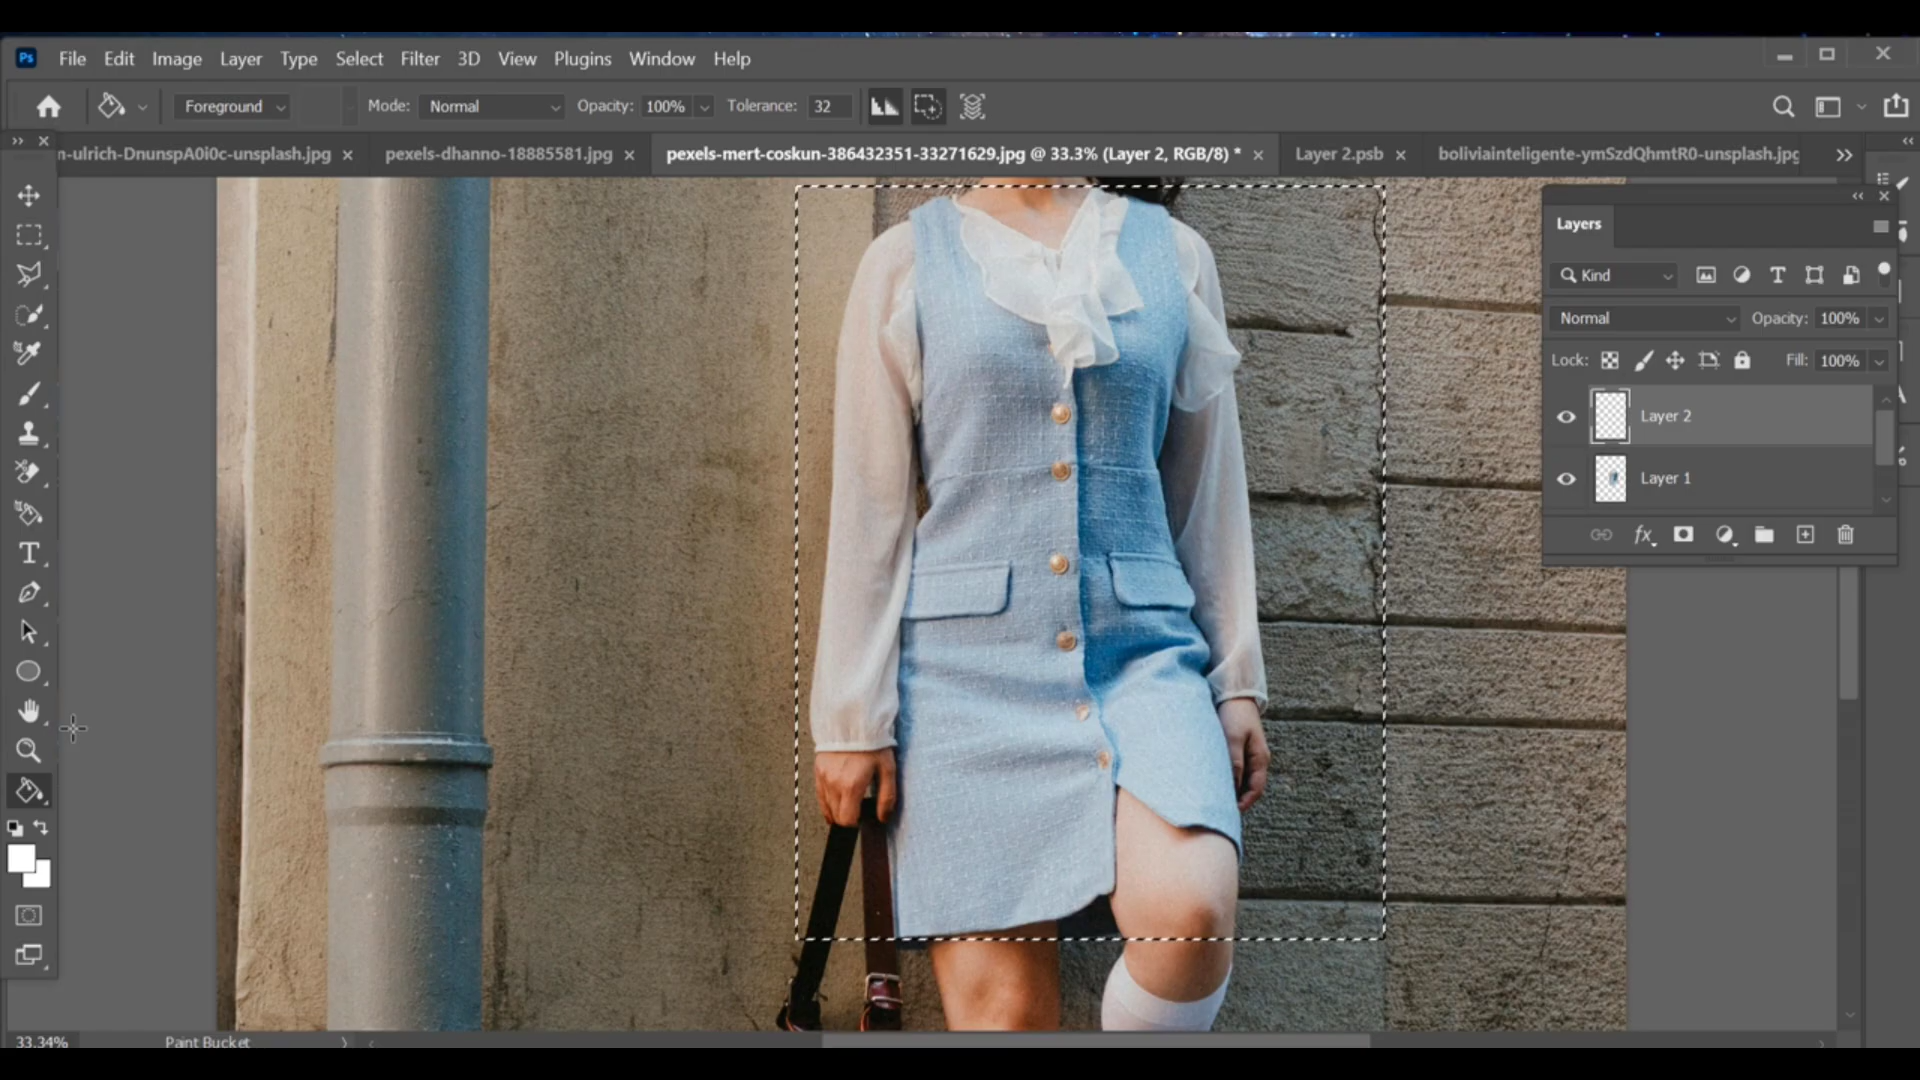 Ps File Edit Image Layer Type Select Filter 3D View Plugins Window Help
Foreground Mode: Normal Opacity: 100% Tolerance: 32
n-ulrich-DnunspA0i0c-unsplash.jpg pexels-dhanno-18885581.jpg pexels-mert-coskun-386432351-33271629.jpg @ 33.3% (Layer 2, RGB/8) * Layer 2.psb boliviainteligente-ymSzdQhmtR0-unsplash.jpg
Layers
Kind
Normal Opacity: 100%
Lock: Fill: 100%
Layer 2
Layer 1
fx
33.34% Paint Bucket